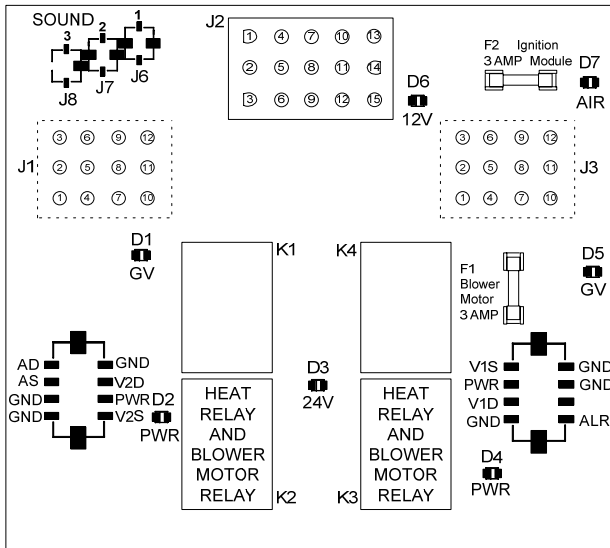 SOUND
3
2
1
J8
J7
J6
J2
1 4 7 10 13
2 5 8 11 14
3 6 9 12 15
D6
12V
F2 Ignition
3 AMP Module
D7
AIR
J1
3 6 9 12
2 5 8 11
1 4 7 10
J3
3 6 9 12
2 5 8 11
1 4 7 10
D1
GV
K1
K4
F1
Blower
Motor
3 AMP
D5
GV
AD
AS
GND
GND
GND
V2D
PWR
V2S
D2
PWR
HEAT
RELAY
AND
BLOWER
MOTOR
RELAY
K2
D3
24V
HEAT
RELAY
AND
BLOWER
MOTOR
RELAY
K3
V1S
PWR
V1D
GND
GND
GND
ALR
D4
PWR